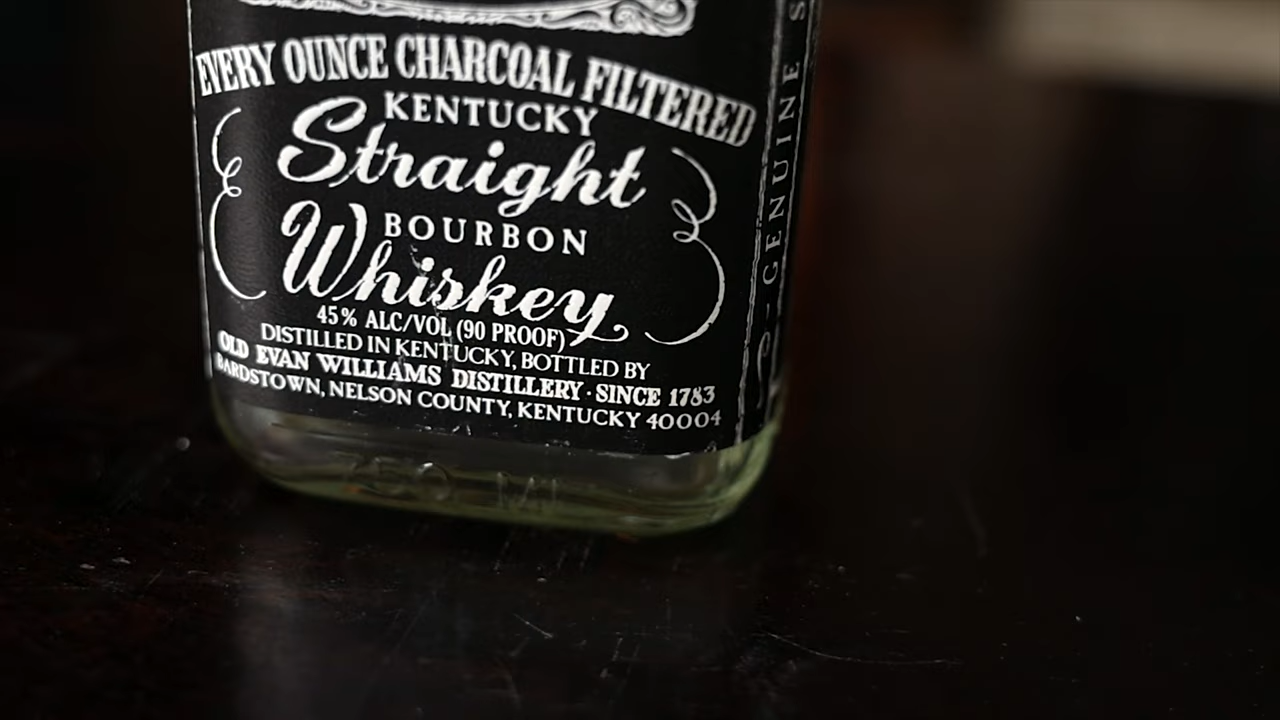 EVERY OUNCE CHARCOAL FILTERED
KENTUCKY
Straight
BOURBON
Whiskey
45% ALC/VOL (90 PROOF)
DISTILLED IN KENTUCKY, BOTTLED BY
OLD EVAN WILLIAMS DISTILLERY · SINCE 1783
BARDSTOWN, NELSON COUNTY, KENTUCKY 40004
GENUINE
ML